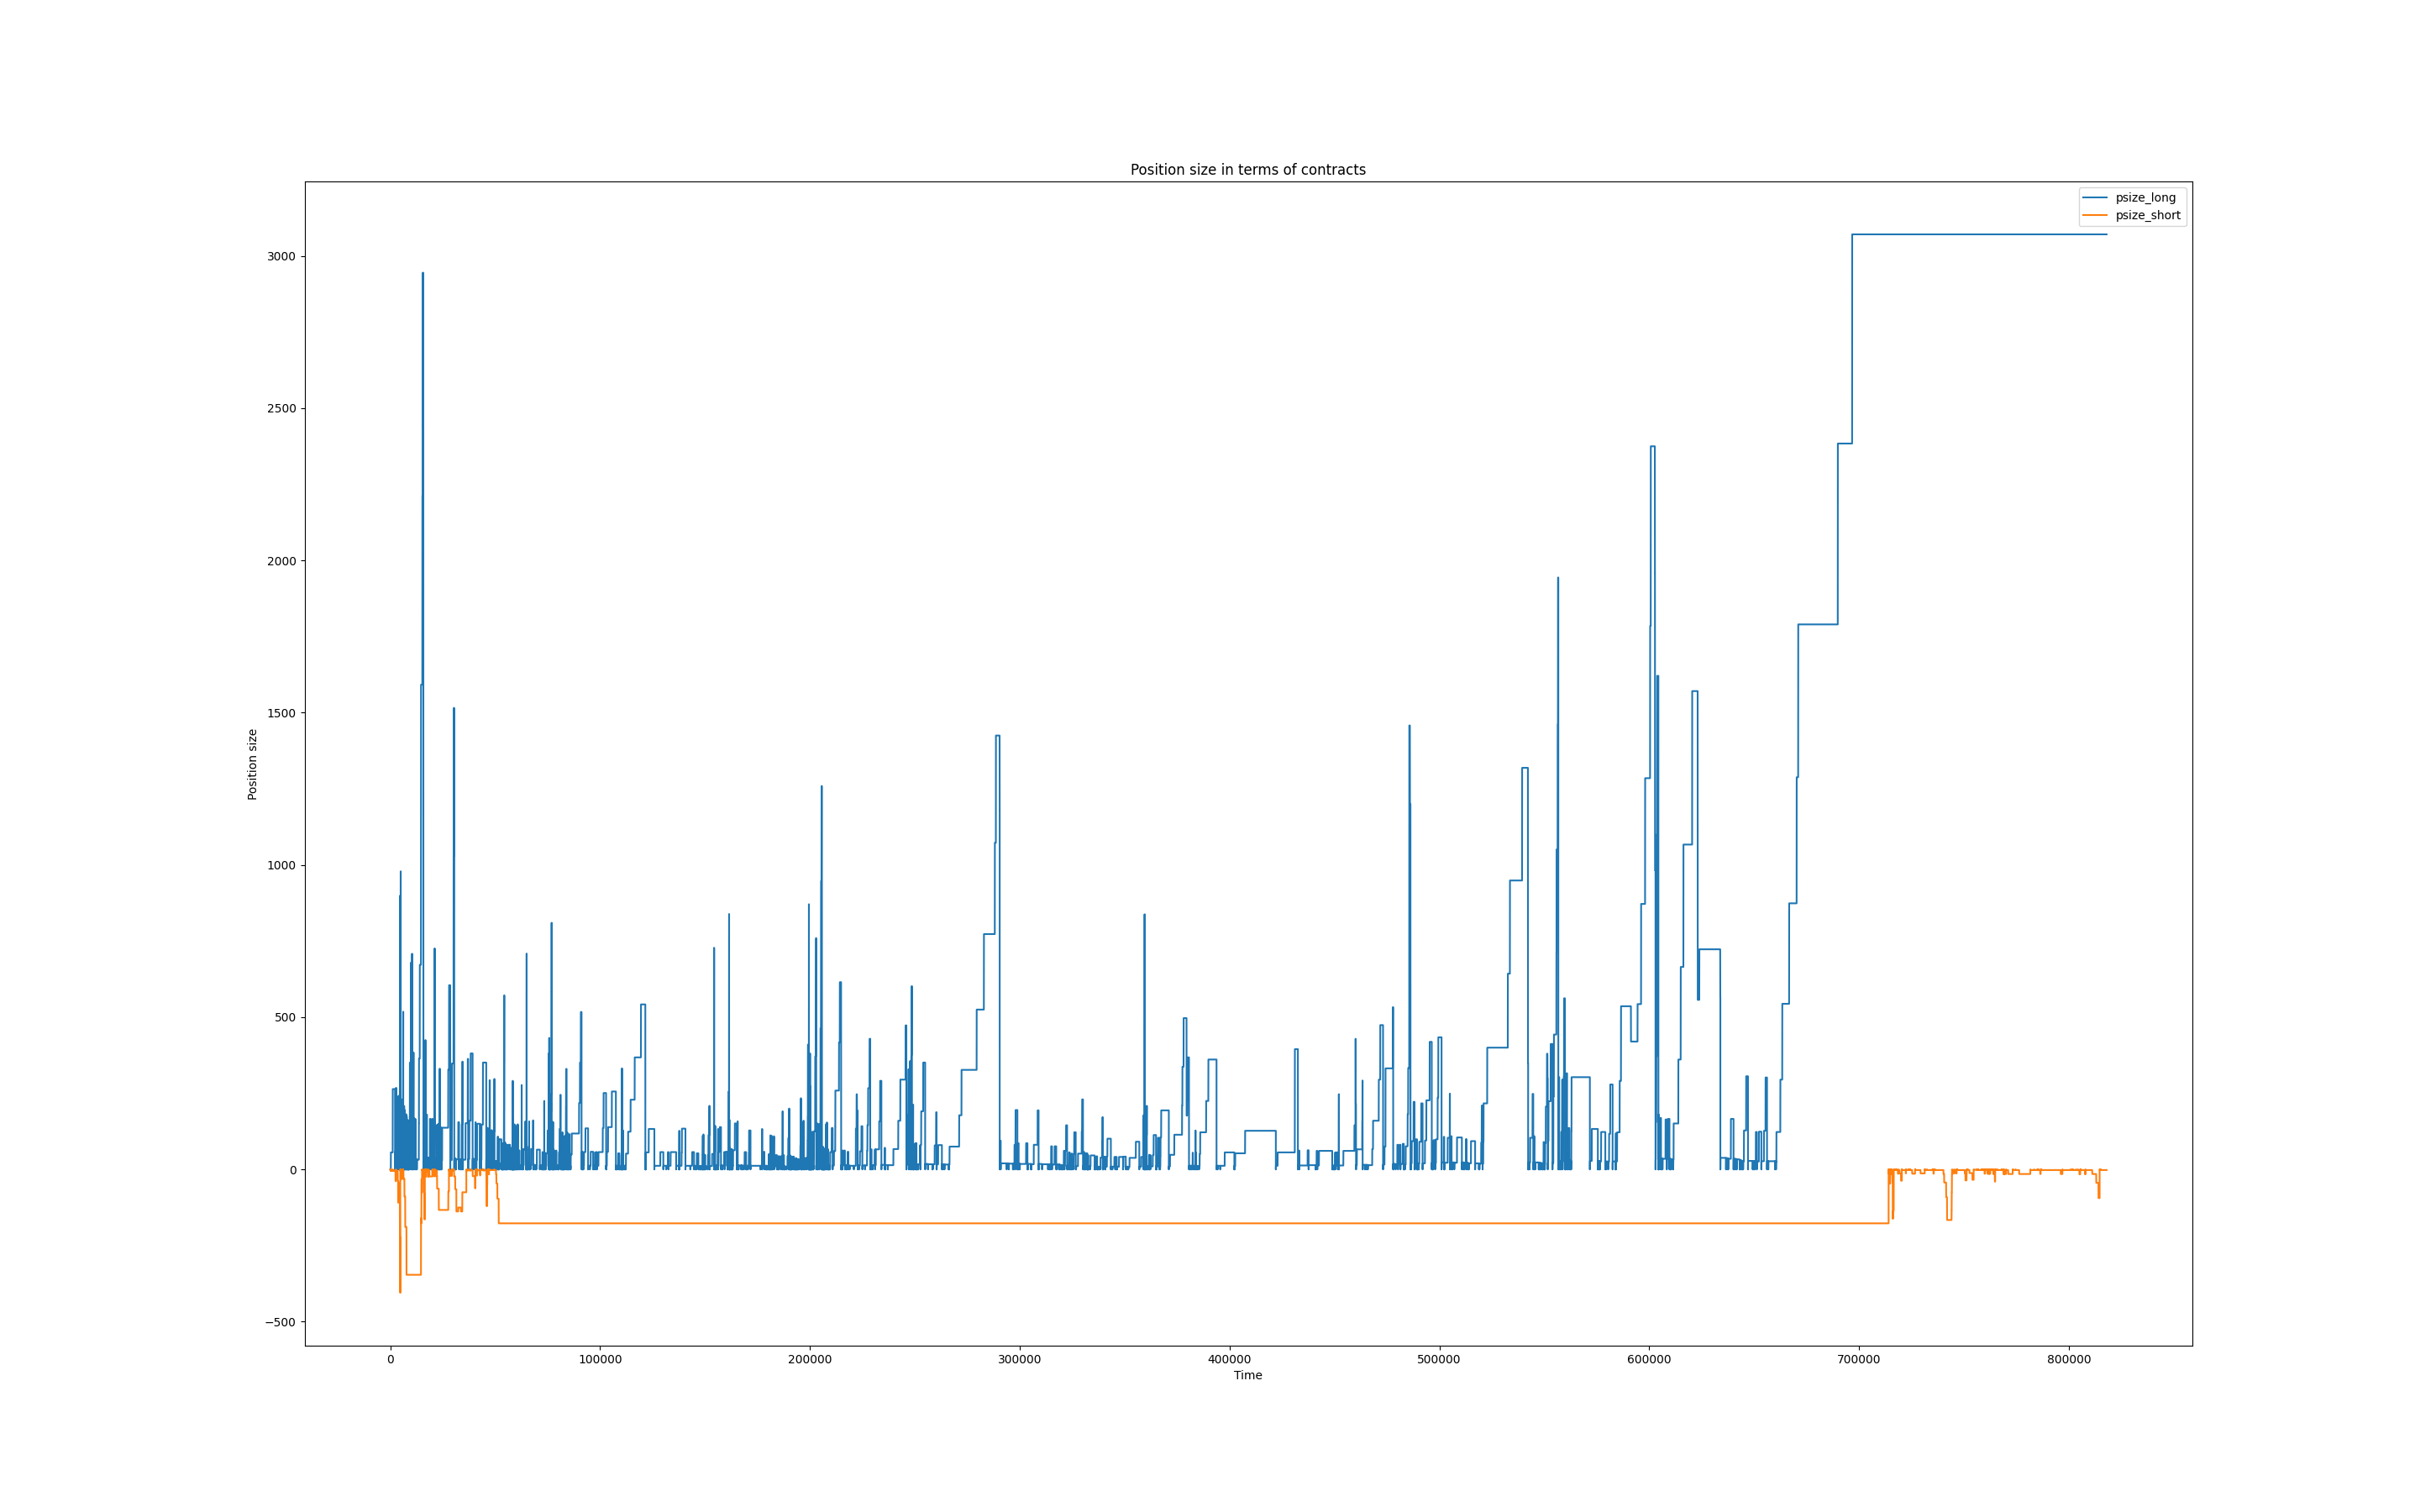 Position size in terms of contracts
psize_long
psize_short
3000
2500
2000
1500
1000
500
0
−500
Position size
0 100000 200000 300000 400000 500000 600000 700000 800000
Time